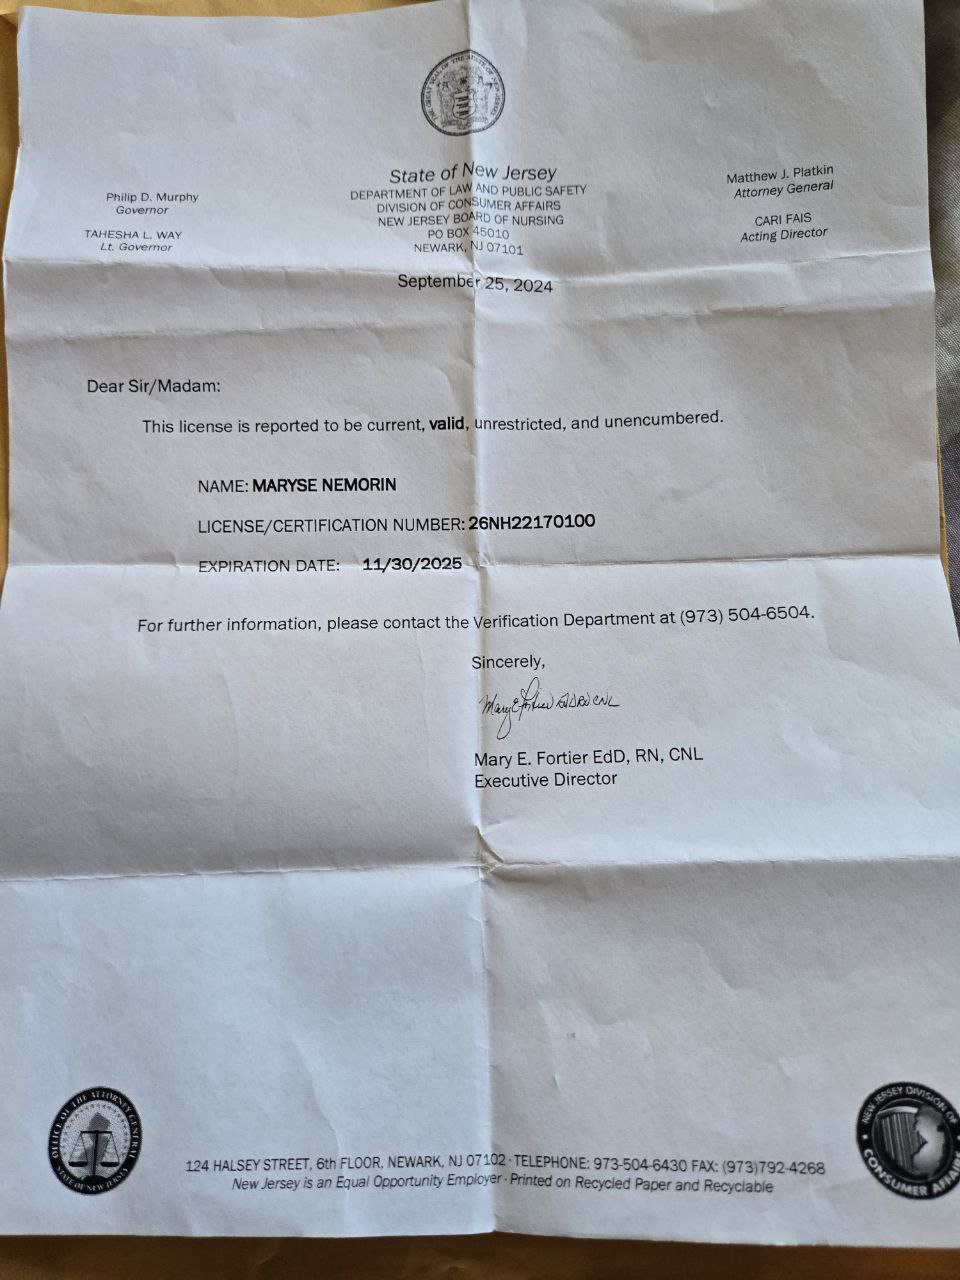 THE GREAT SEAL OF THE STATE OF NEW JERSEY
State of New Jersey
DEPARTMENT OF LAW AND PUBLIC SAFETY
DIVISION OF CONSUMER AFFAIRS
NEW JERSEY BOARD OF NURSING
PO BOX 45010
NEWARK, NJ 07101
Philip D. Murphy
Governor
TAHESHA L. WAY
Lt. Governor
Matthew J. Platkin
Attorney General
CARI FAIS
Acting Director
September 25, 2024
Dear Sir/Madam:
This license is reported to be current, valid, unrestricted, and unencumbered.
NAME: MARYSE NEMORIN
LICENSE/CERTIFICATION NUMBER: 26NH22170100
EXPIRATION DATE: 11/30/2025
For further information, please contact the Verification Department at (973) 504-6504.
Sincerely,
Mary E Fortier EdD RN CNL
Mary E. Fortier EdD, RN, CNL
Executive Director
OFFICE OF THE ATTORNEY GENERAL
STATE OF NEW JERSEY
NEW JERSEY DIVISION OF
CONSUMER AFFAIRS
124 HALSEY STREET, 6th FLOOR, NEWARK, NJ 07102 · TELEPHONE: 973-504-6430 FAX: (973)792-4268
New Jersey is an Equal Opportunity Employer · Printed on Recycled Paper and Recyclable